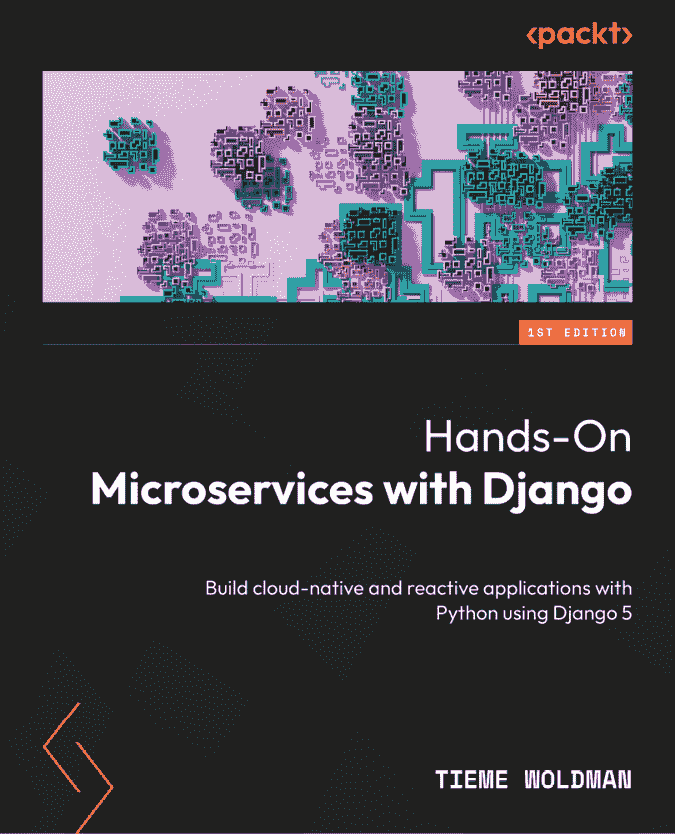 <packt>
1ST EDITION
Hands-On
Microservices with Django
Build cloud-native and reactive applications with
Python using Django 5
TIEME WOLDMAN